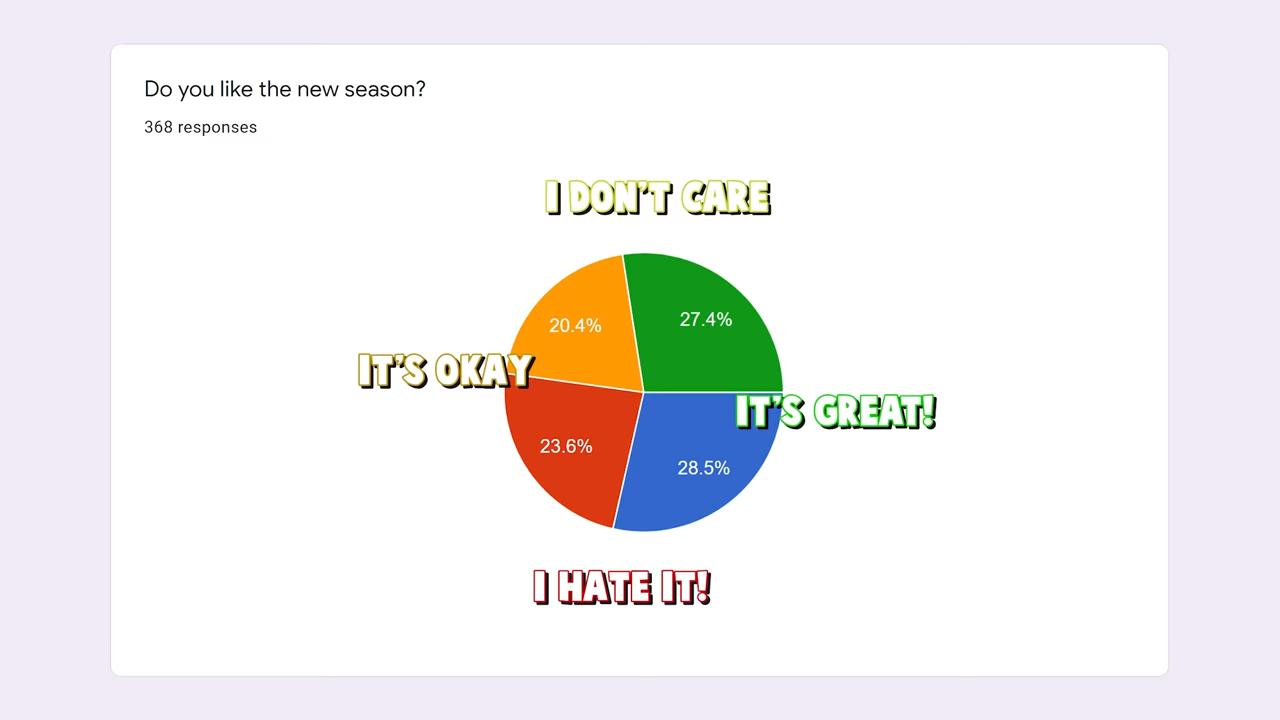 Do you like the new season?
368 responses
I DON'T CARE
20.4%
27.4%
IT'S OKAY
IT'S GREAT!
23.6%
28.5%
I HATE IT!